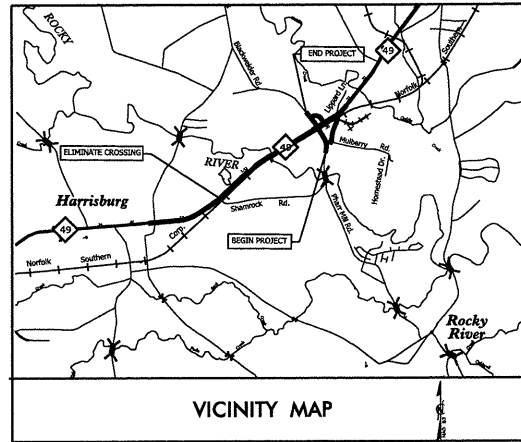 ROCKY
49
END PROJECT
Blackwelder Rd.
Lippard Ln.
Southern
Norfolk
ELIMINATE CROSSING
RIVER
49
Mulberry Rd.
Homestead Dr.
Harrisburg
Shamrock Rd.
Pharr Mill Rd.
49
Corp.
BEGIN PROJECT
Norfolk Southern
Rocky
River
VICINITY MAP